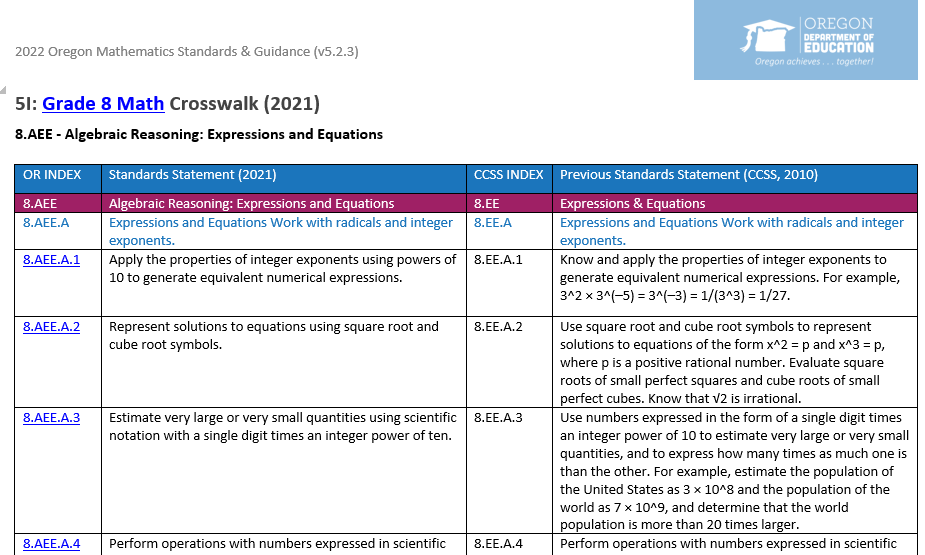 2022 Oregon Mathematics Standards & Guidance (v5.2.3)
OREGON
DEPARTMENT OF
EDUCATION
Oregon achieves . . . together!
5I: Grade 8 Math Crosswalk (2021)
8.AEE - Algebraic Reasoning: Expressions and Equations
OR INDEX Standards Statement (2021) CCSS INDEX Previous Standards Statement (CCSS, 2010)
8.AEE Algebraic Reasoning: Expressions and Equations 8.EE Expressions & Equations
8.AEE.A Expressions and Equations Work with radicals and integer
exponents.
8.EE.A Expressions and Equations Work with radicals and integer
exponents.
8.AEE.A.1 Apply the properties of integer exponents using powers of
10 to generate equivalent numerical expressions.
8.EE.A.1 Know and apply the properties of integer exponents to
generate equivalent numerical expressions. For example,
3^2 × 3^(–5) = 3^(–3) = 1/(3^3) = 1/27.
8.AEE.A.2 Represent solutions to equations using square root and
cube root symbols.
8.EE.A.2 Use square root and cube root symbols to represent
solutions to equations of the form x^2 = p and x^3 = p,
where p is a positive rational number. Evaluate square
roots of small perfect squares and cube roots of small
perfect cubes. Know that √2 is irrational.
8.AEE.A.3 Estimate very large or very small quantities using scientific
notation with a single digit times an integer power of ten.
8.EE.A.3 Use numbers expressed in the form of a single digit times
an integer power of 10 to estimate very large or very small
quantities, and to express how many times as much one is
than the other. For example, estimate the population of
the United States as 3 × 10^8 and the population of the
world as 7 × 10^9, and determine that the world
population is more than 20 times larger.
8.AEE.A.4 Perform operations with numbers expressed in scientific
8.EE.A.4 Perform operations with numbers expressed in scientific